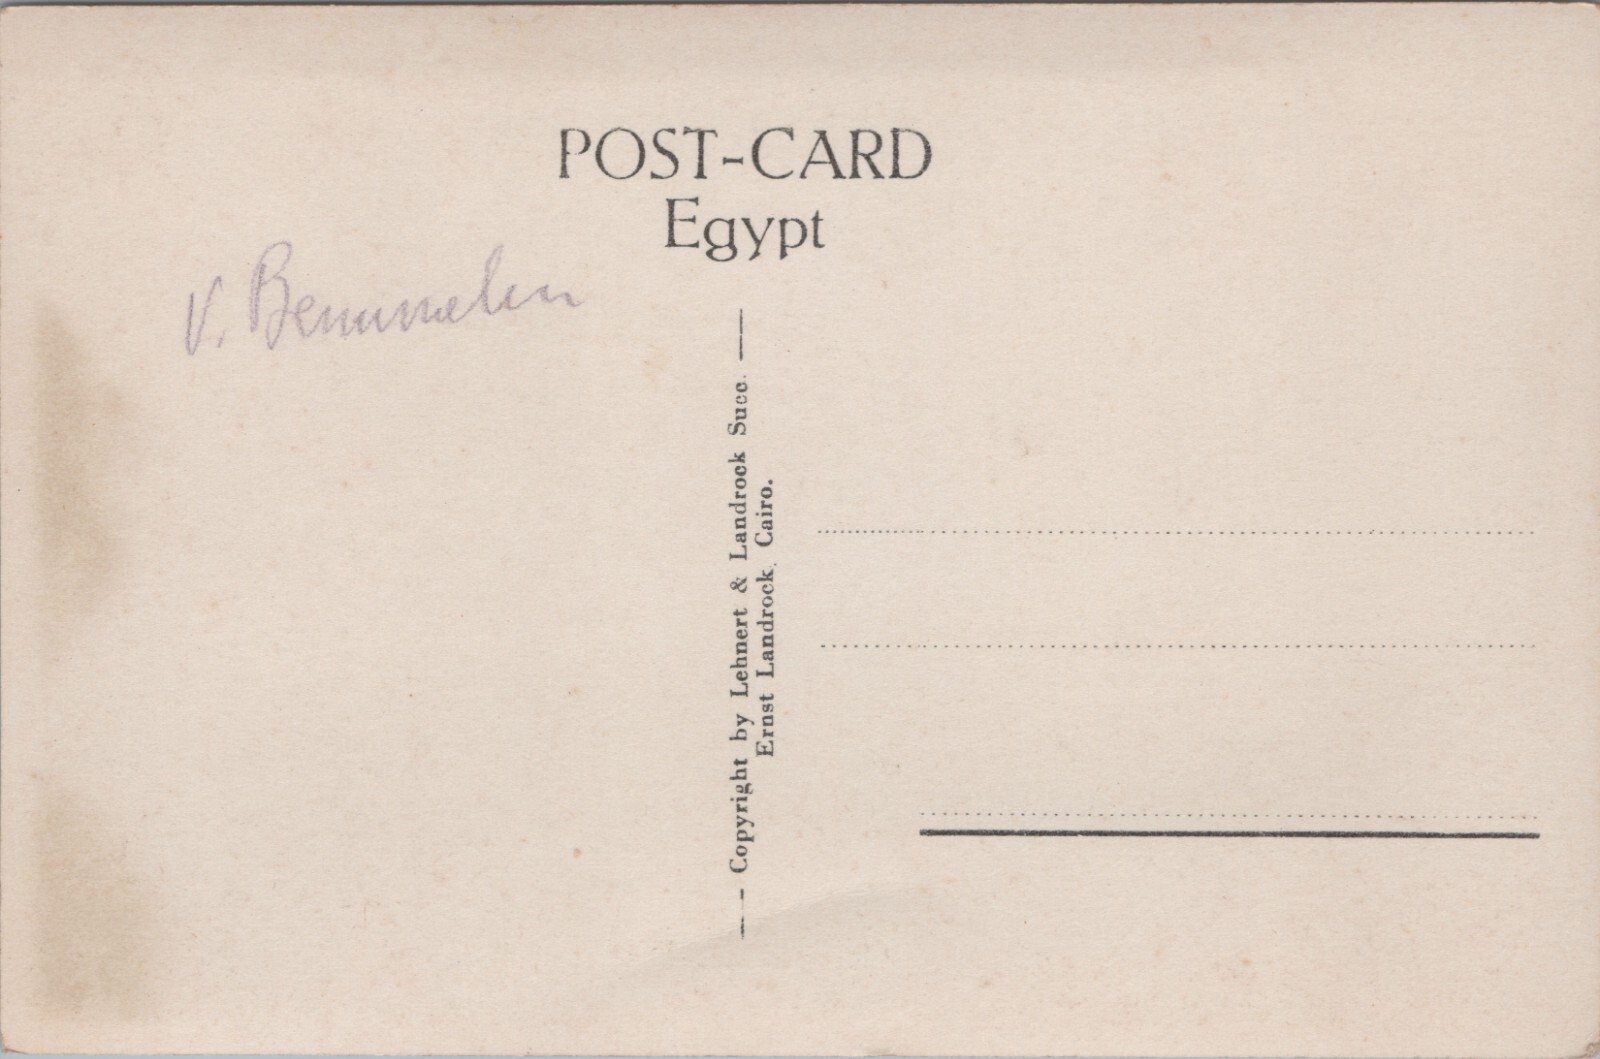 POST-CARD
Egypt
V. Bemmelen
Copyright by Lehnert & Landrock Succ.
Ernst Landrock, Cairo.